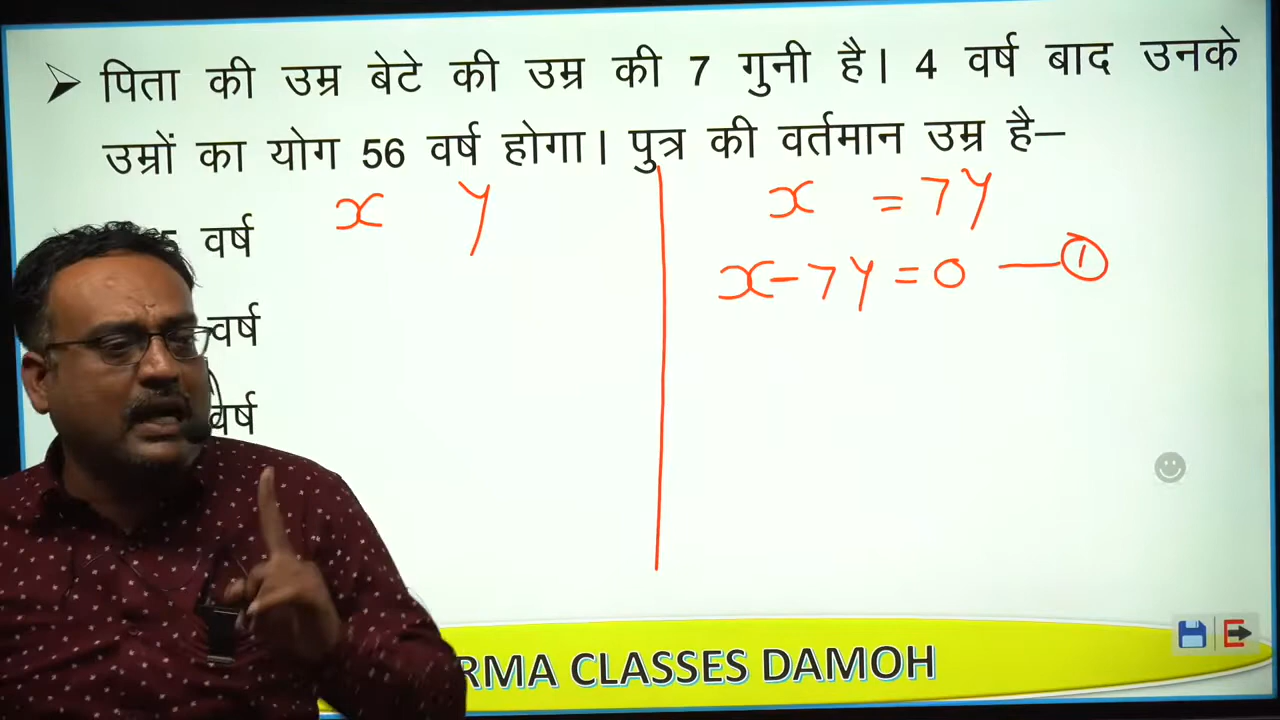 ➢ पिता की उम्र बेटे की उम्र की 7 गुनी है। 4 वर्ष बाद उनके
उम्रों का योग 56 वर्ष होगा। पुत्र की वर्तमान उम्र है–
x y
x = 7y
x - 7y = 0 — ①
वर्ष
वर्ष
वर्ष
RMA CLASSES DAMOH